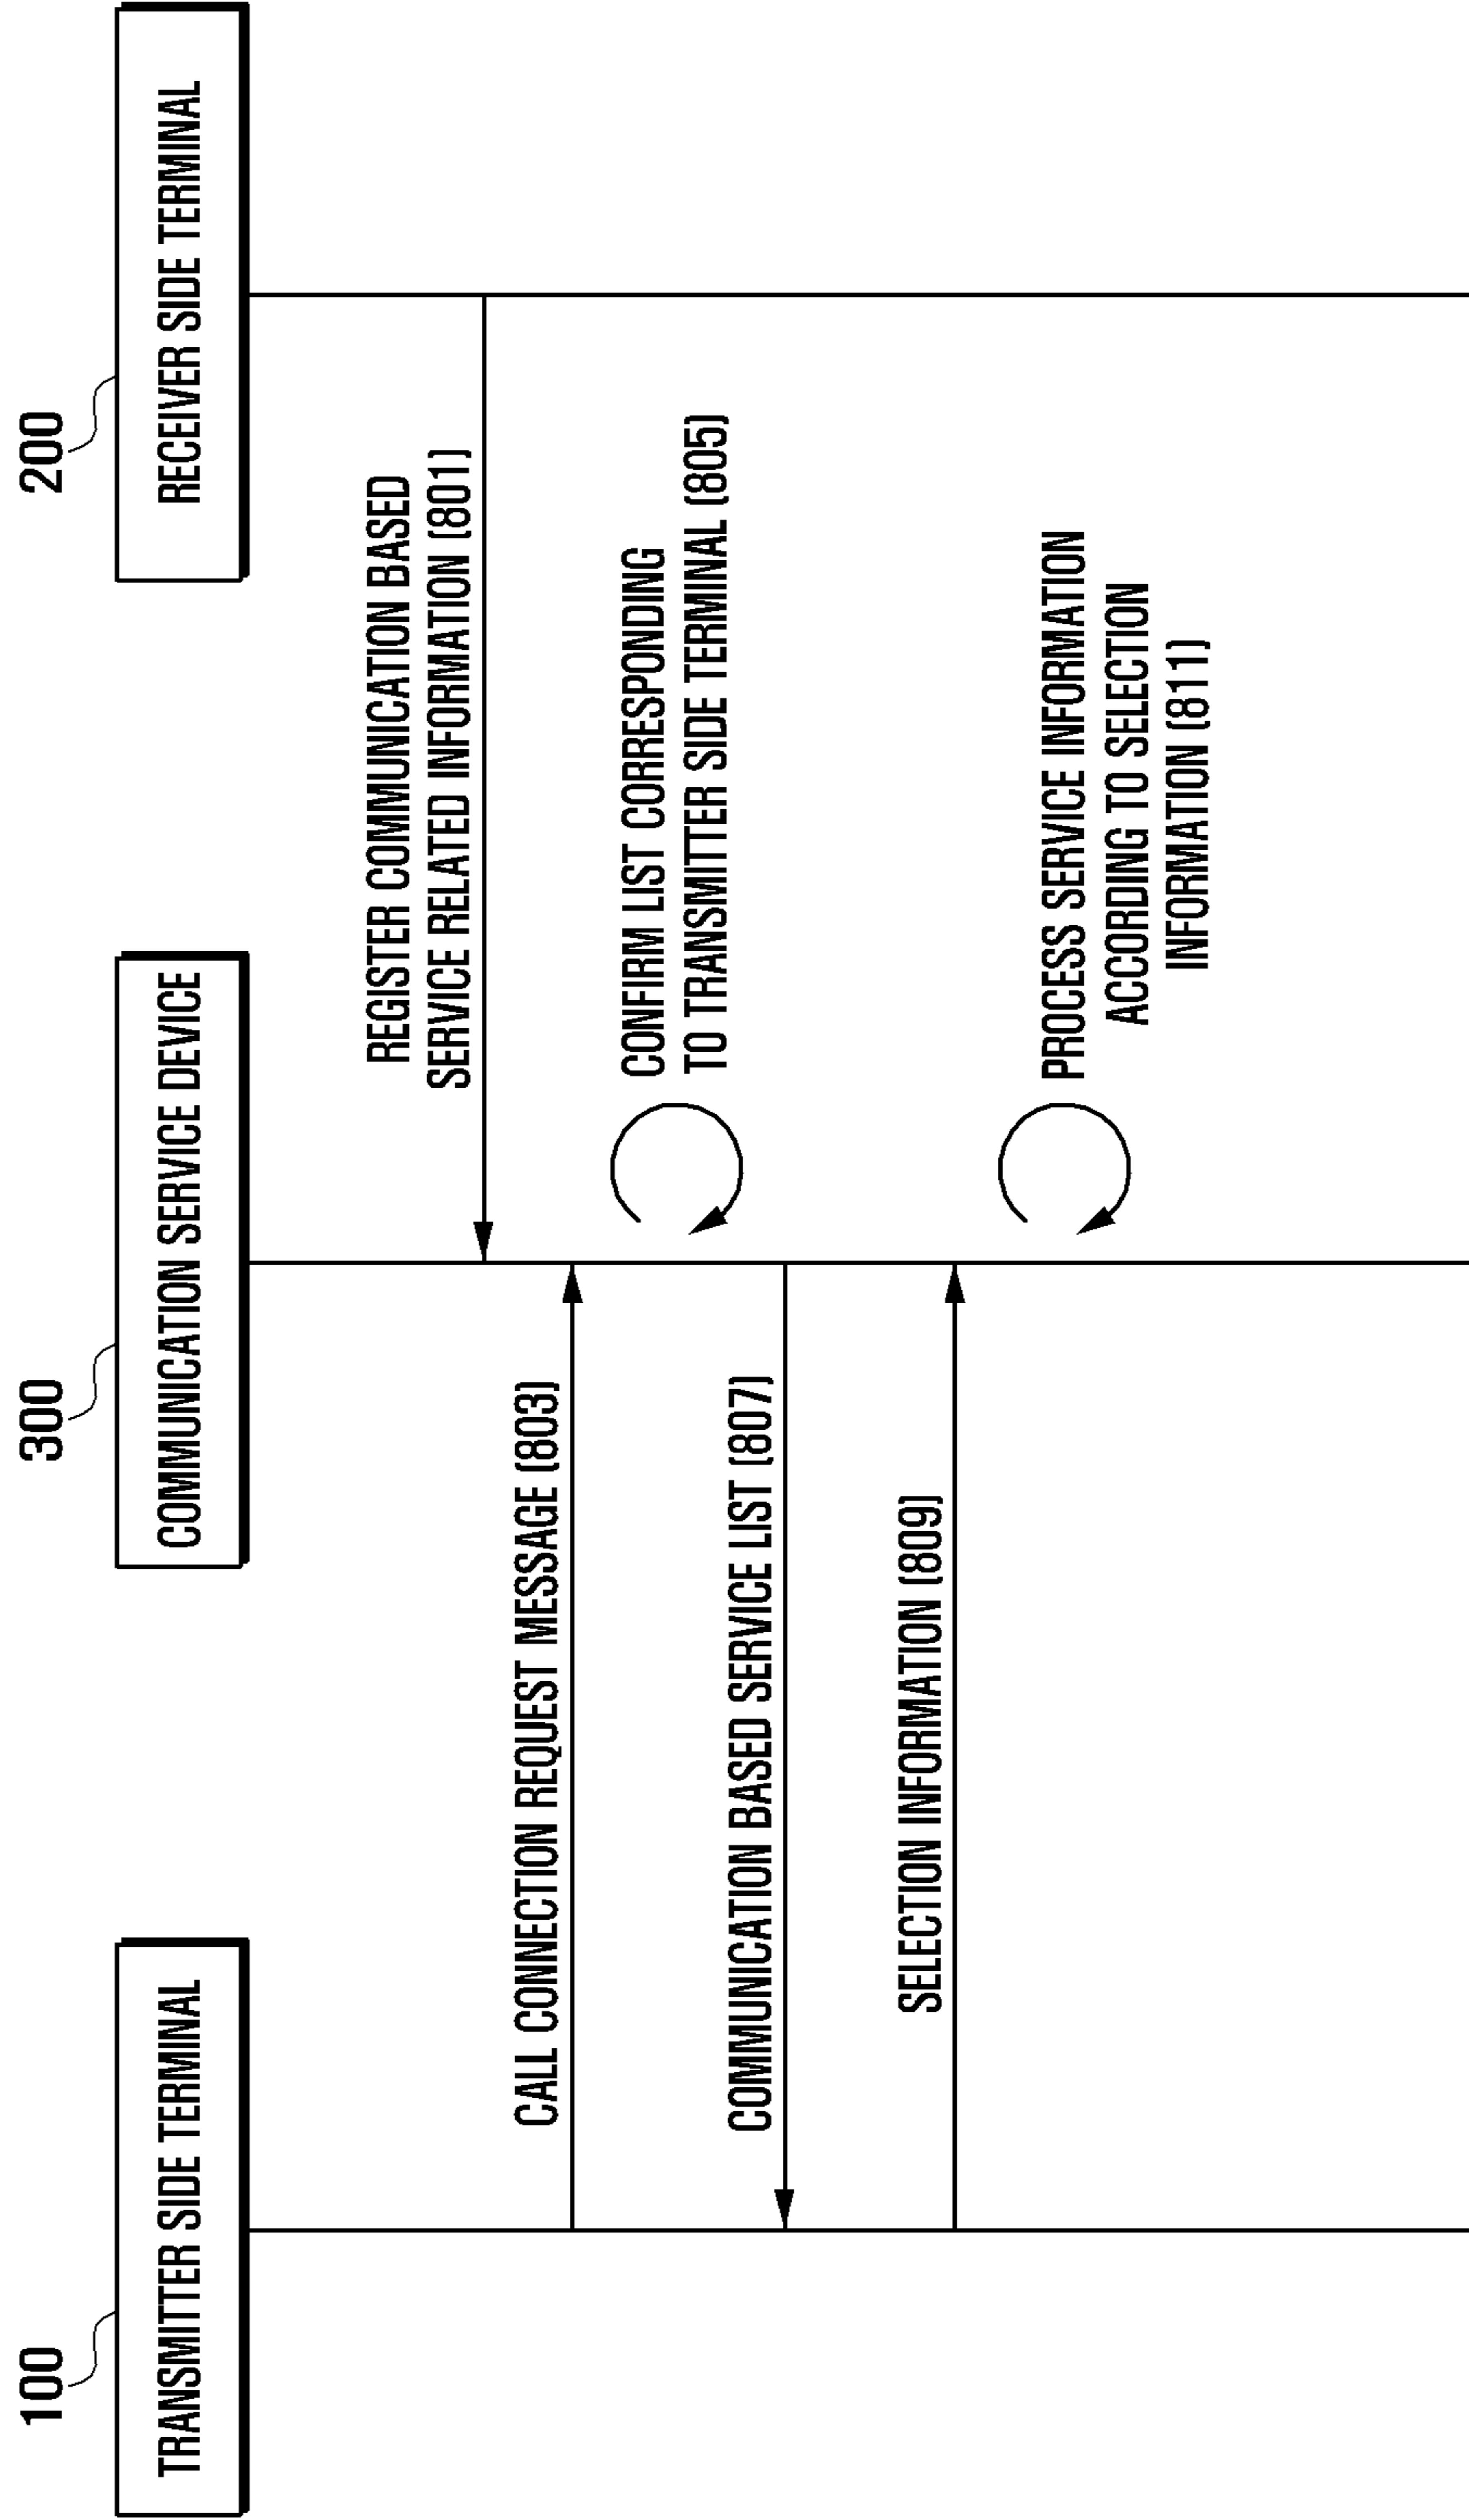 100
300
200
TRANSMITTER SIDE TERMINAL
COMMUNICATION SERVICE DEVICE
RECEIVER SIDE TERMINAL
REGISTER COMMUNICATION BASED
SERVICE RELATED INFORMATION (801)
CALL CONNECTION REQUEST MESSAGE (803)
CONFIRM LIST CORRESPONDING
TO TRANSMITTER SIDE TERMINAL (805)
COMMUNICATION BASED SERVICE LIST (807)
SELECTION INFORMATION (809)
PROCESS SERVICE INFORMATION
ACCORDING TO SELECTION
INFORMATION (811)